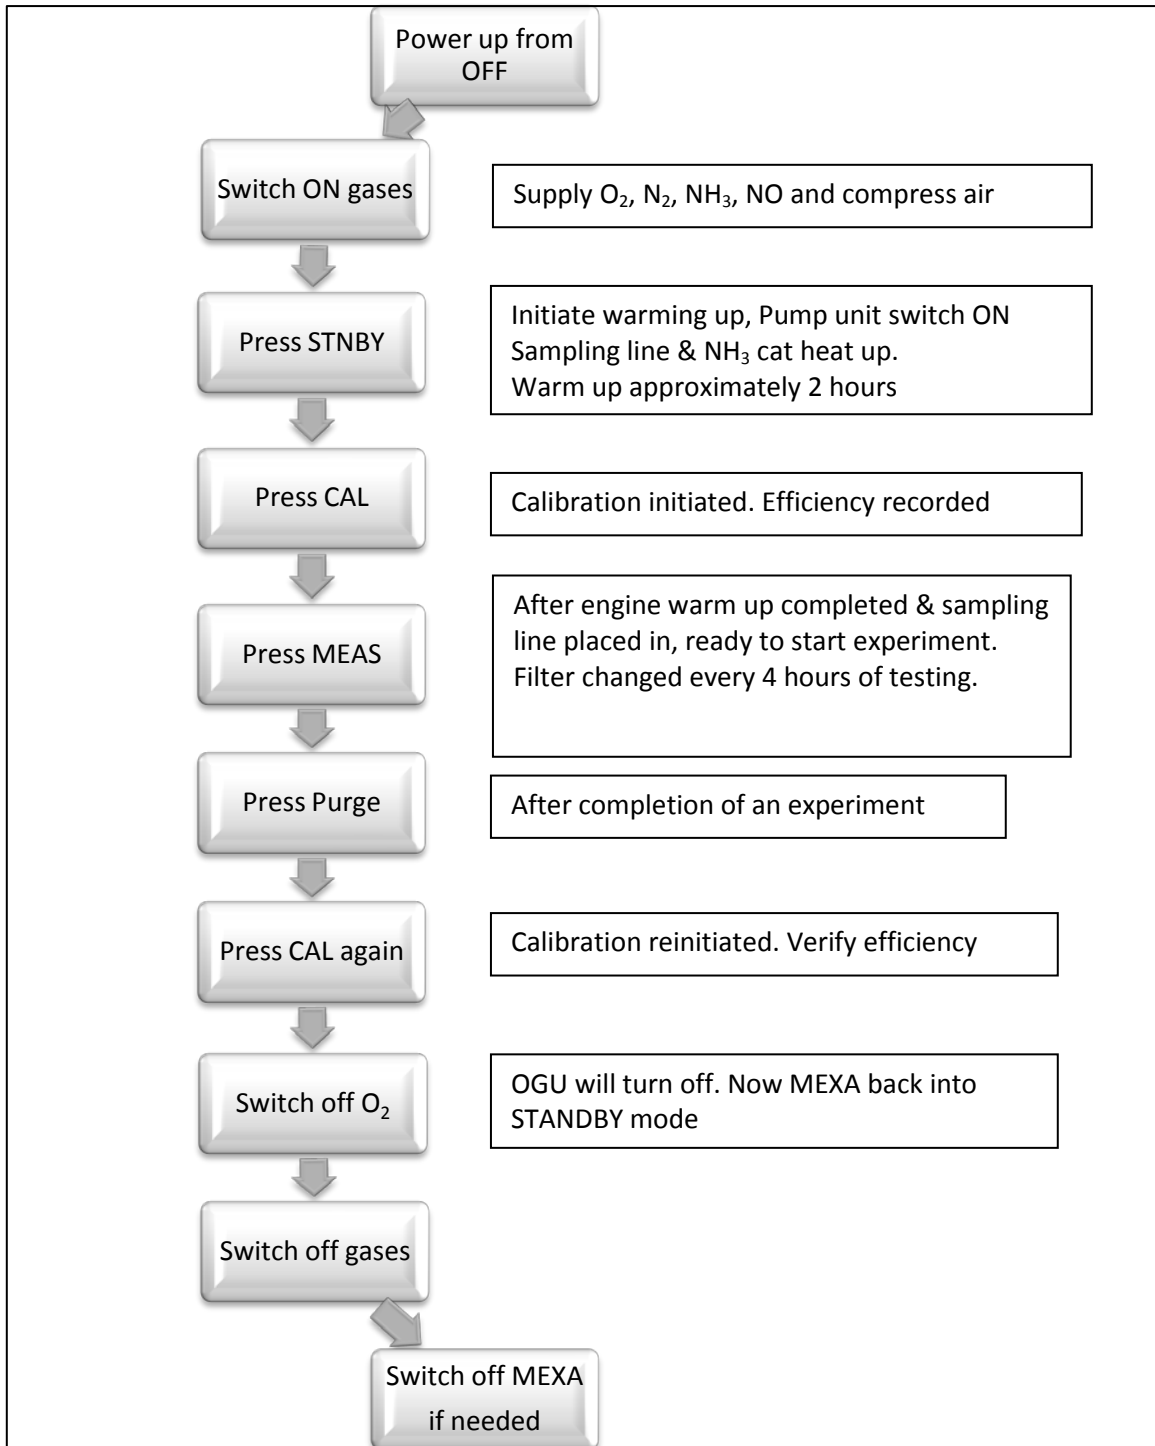 Power up from
OFF
Switch ON gases
Supply O₂, N₂, NH₃, NO and compress air
Press STNBY
Initiate warming up, Pump unit switch ON
Sampling line & NH₃ cat heat up.
Warm up approximately 2 hours
Press CAL
Calibration initiated. Efficiency recorded
Press MEAS
After engine warm up completed & sampling
line placed in, ready to start experiment.
Filter changed every 4 hours of testing.
Press Purge
After completion of an experiment
Press CAL again
Calibration reinitiated. Verify efficiency
Switch off O₂
OGU will turn off. Now MEXA back into
STANDBY mode
Switch off gases
Switch off MEXA
if needed